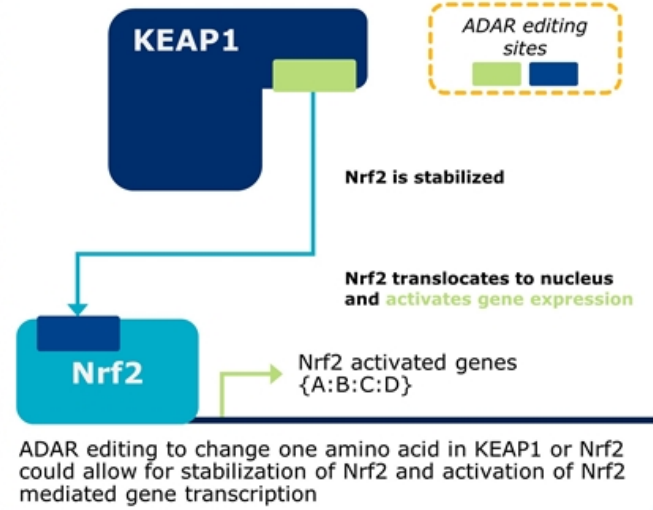 KEAP1
ADAR editing
sites
Nrf2 is stabilized
Nrf2 translocates to nucleus
and activates gene expression
Nrf2
Nrf2 activated genes
{A:B:C:D}
ADAR editing to change one amino acid in KEAP1 or Nrf2
could allow for stabilization of Nrf2 and activation of Nrf2
mediated gene transcription